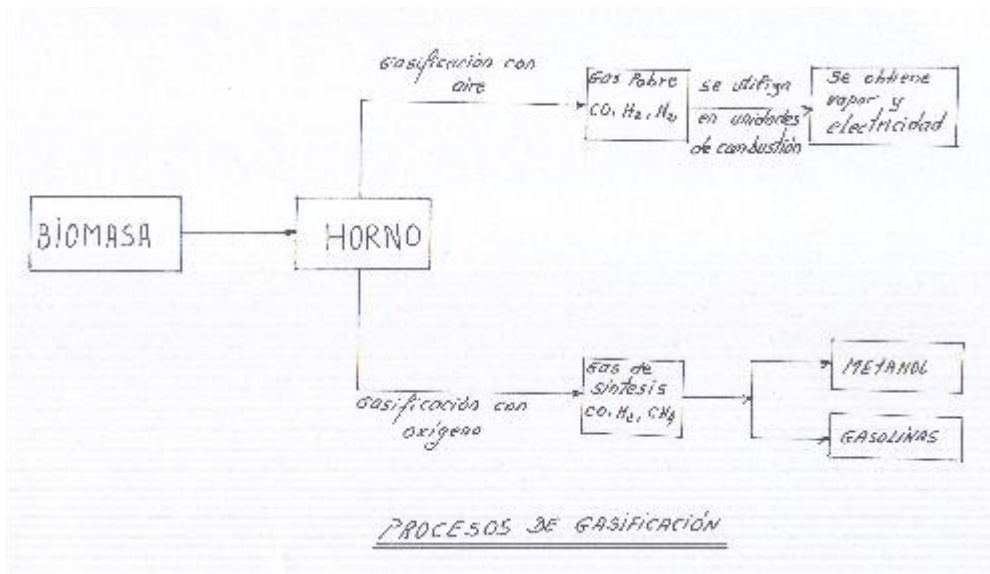 Gasificación con
aire
Gas Pobre
CO, H₂, N₂
se utiliza
en unidades
de combustión
Se obtiene
vapor y
electricidad
BIOMASA
HORNO
Gasificación con
oxígeno
Gas de
síntesis
CO, H₂, CH₄
METANOL
GASOLINAS
PROCESOS DE GASIFICACIÓN